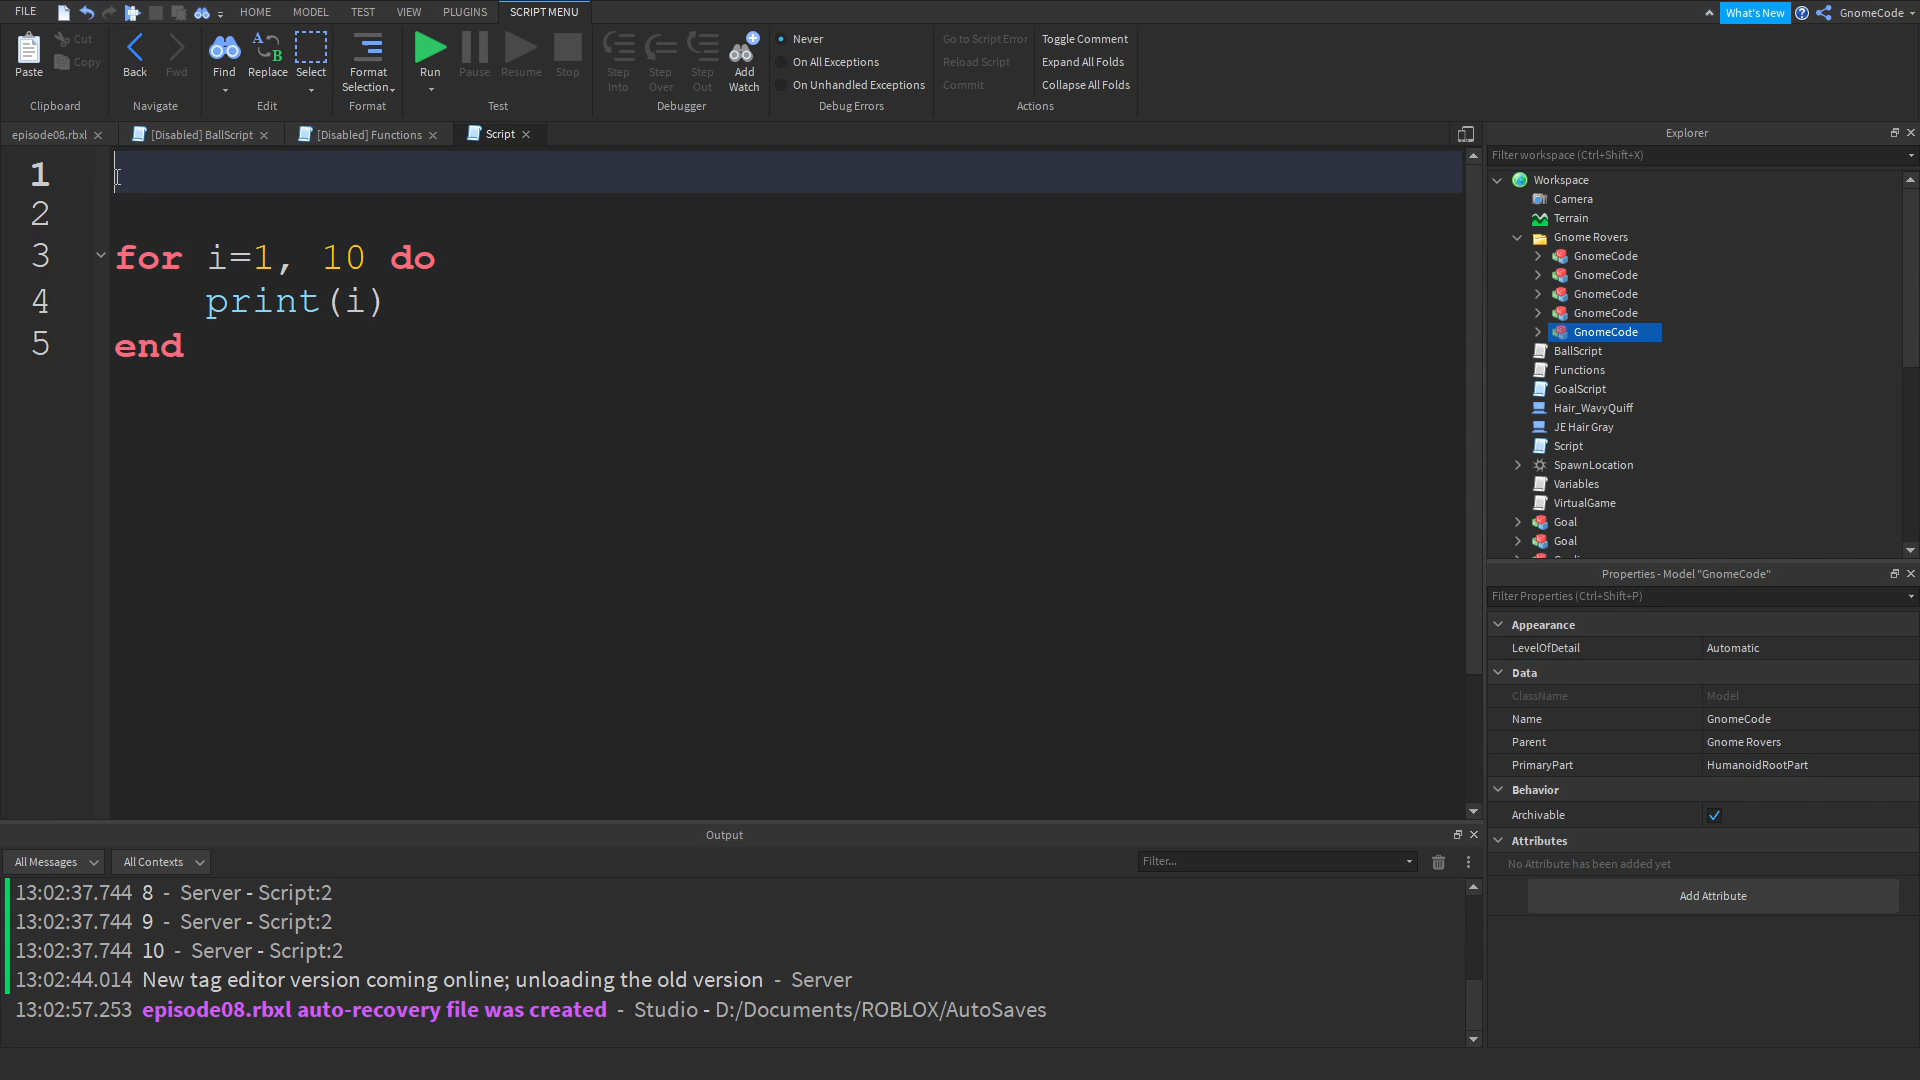 FILE HOME MODEL TEST VIEW PLUGINS SCRIPT MENU What's New GnomeCode
Paste Cut Copy Clipboard
Back Fwd Navigate
Find Replace Select Edit
Format Selection Format
Run Pause Resume Stop Test
Step Into Step Over Step Out Add Watch Debugger
Never
On All Exceptions
On Unhandled Exceptions
Debug Errors
Go to Script Error Toggle Comment
Reload Script Expand All Folds
Commit Collapse All Folds
Actions
episode08.rbxl [Disabled] BallScript [Disabled] Functions Script
1
2
3 for i=1, 10 do
4 print(i)
5 end
Explorer
Filter workspace (Ctrl+Shift+X)
Workspace
Camera
Terrain
Gnome Rovers
GnomeCode
GnomeCode
GnomeCode
GnomeCode
GnomeCode
BallScript
Functions
GoalScript
Hair_WavyQuiff
JE Hair Gray
Script
SpawnLocation
Variables
VirtualGame
Goal
Goal
Properties - Model "GnomeCode"
Filter Properties (Ctrl+Shift+P)
Appearance
LevelOfDetail Automatic
Data
ClassName Model
Name GnomeCode
Parent Gnome Rovers
PrimaryPart HumanoidRootPart
Behavior
Archivable
Attributes
No Attribute has been added yet
Add Attribute
Output
All Messages All Contexts Filter...
13:02:37.744 8 - Server - Script:2
13:02:37.744 9 - Server - Script:2
13:02:37.744 10 - Server - Script:2
13:02:44.014 New tag editor version coming online; unloading the old version - Server
13:02:57.253 episode08.rbxl auto-recovery file was created - Studio - D:/Documents/ROBLOX/AutoSaves